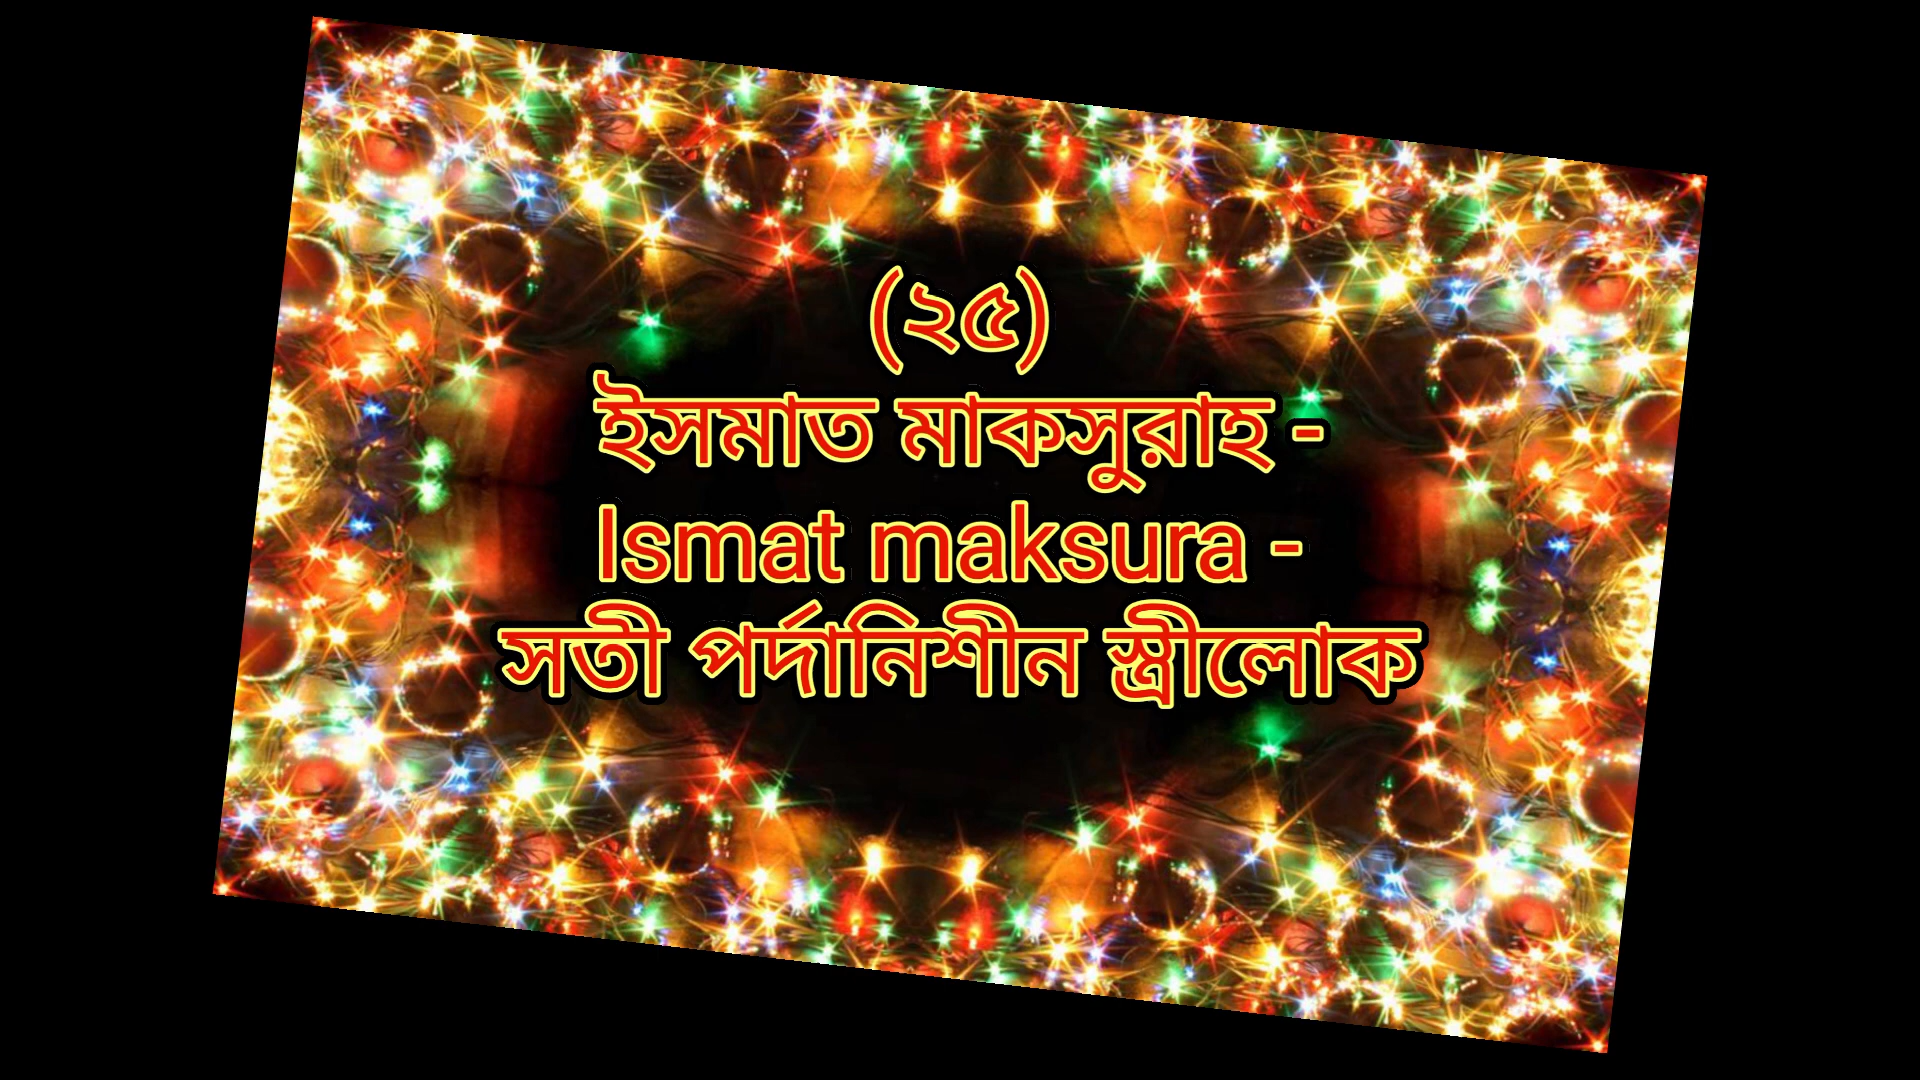 (২৫)
ইসমাত মাকসুরাহ -
Ismat maksura -
সতী পর্দানিশীন স্ত্রীলোক